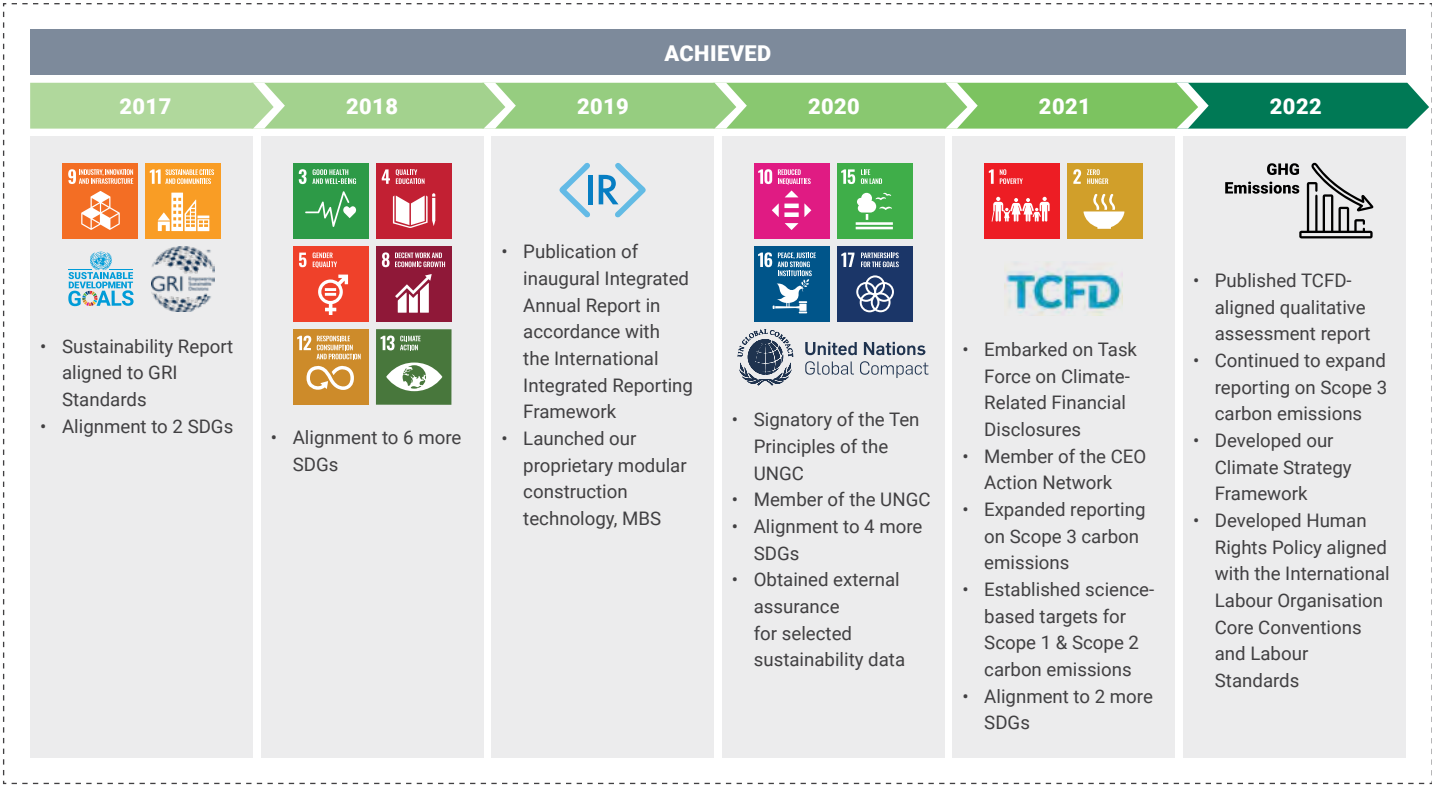 ACHIEVED
2017
2018
2019
2020
2021
2022
9 INDUSTRY, INNOVATION
AND INFRASTRUCTURE
11 SUSTAINABLE CITIES
AND COMMUNITIES
SUSTAINABLE
DEVELOPMENT
GOALS
GRI
Empowering
Sustainable
Decisions
• Sustainability Report
aligned to GRI
Standards
• Alignment to 2 SDGs
3 GOOD HEALTH
AND WELL-BEING
4 QUALITY
EDUCATION
5 GENDER
EQUALITY
8 DECENT WORK AND
ECONOMIC GROWTH
12 RESPONSIBLE
CONSUMPTION
AND PRODUCTION
13 CLIMATE
ACTION
• Alignment to 6 more
SDGs
<IR>
• Publication of
inaugural Integrated
Annual Report in
accordance with
the International
Integrated Reporting
Framework
• Launched our
proprietary modular
construction
technology, MBS
10 REDUCED
INEQUALITIES
15 LIFE
ON LAND
16 PEACE, JUSTICE
AND STRONG
INSTITUTIONS
17 PARTNERSHIPS
FOR THE GOALS
UN GLOBAL COMPACT
United Nations
Global Compact
• Signatory of the Ten
Principles of the
UNGC
• Member of the UNGC
• Alignment to 4 more
SDGs
• Obtained external
assurance
for selected
sustainability data
1 NO
POVERTY
2 ZERO
HUNGER
TCFD
• Embarked on Task
Force on Climate-
Related Financial
Disclosures
• Member of the CEO
Action Network
• Expanded reporting
on Scope 3 carbon
emissions
• Established science-
based targets for
Scope 1 & Scope 2
carbon emissions
• Alignment to 2 more
SDGs
GHG
Emissions
• Published TCFD-
aligned qualitative
assessment report
• Continued to expand
reporting on Scope 3
carbon emissions
• Developed our
Climate Strategy
Framework
• Developed Human
Rights Policy aligned
with the International
Labour Organisation
Core Conventions
and Labour
Standards